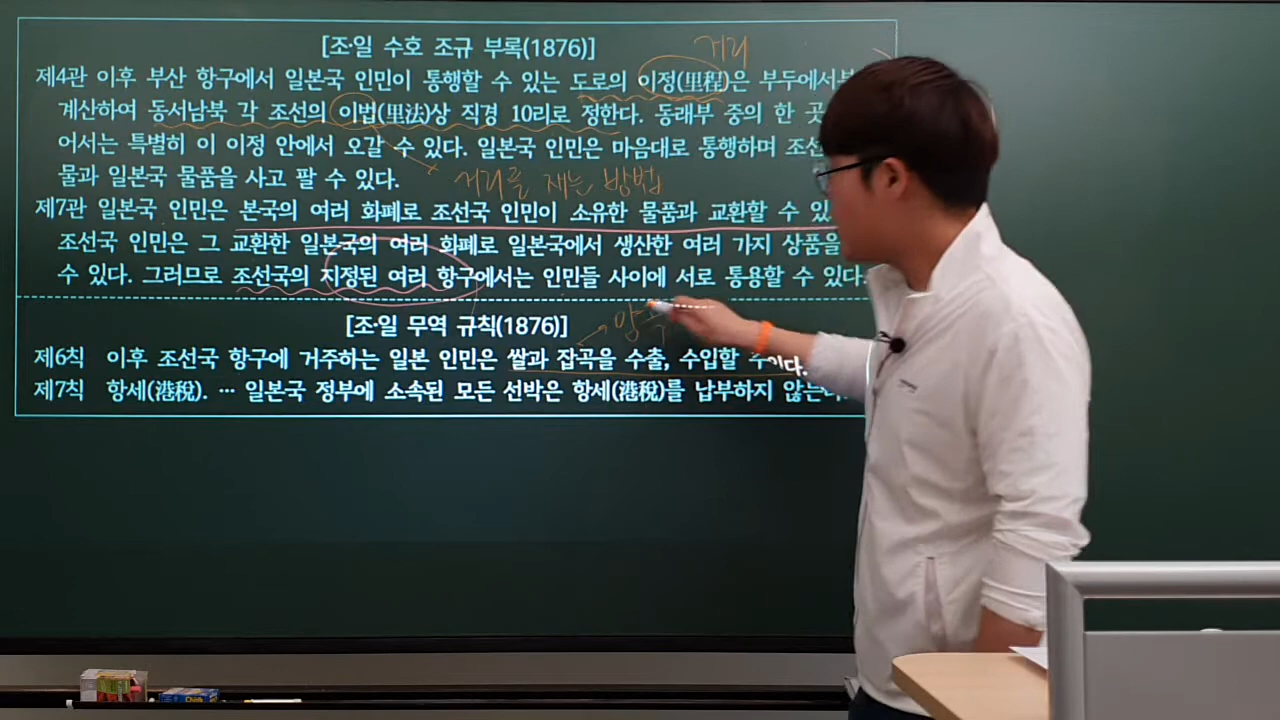 [조·일 수호 조규 부록(1876)]
거리
제4관 이후 부산 항구에서 일본국 인민이 통행할 수 있는 도로의 이정(里程)은 부두에서부
계산하여 동서남북 각 조선의 이법(里法)상 직경 10리로 정한다. 동래부 중의 한 곳
어서는 특별히 이 이정 안에서 오갈 수 있다. 일본국 인민은 마음대로 통행하며 조선
물과 일본국 물품을 사고 팔 수 있다.
거리를 재는 방법
제7관 일본국 인민은 본국의 여러 화폐로 조선국 인민이 소유한 물품과 교환할 수 있
조선국 인민은 그 교환한 일본국의 여러 화폐로 일본국에서 생산한 여러 가지 상품을
수 있다. 그러므로 조선국의 지정된 여러 항구에서는 인민들 사이에 서로 통용할 수 있다.
[조·일 무역 규칙(1876)]
제6칙 이후 조선국 항구에 거주하는 일본 인민은 쌀과 잡곡을 수출, 수입할 수 있다.
제7칙 항세(港稅). … 일본국 정부에 소속된 모든 선박은 항세(港稅)를 납부하지 않는다.